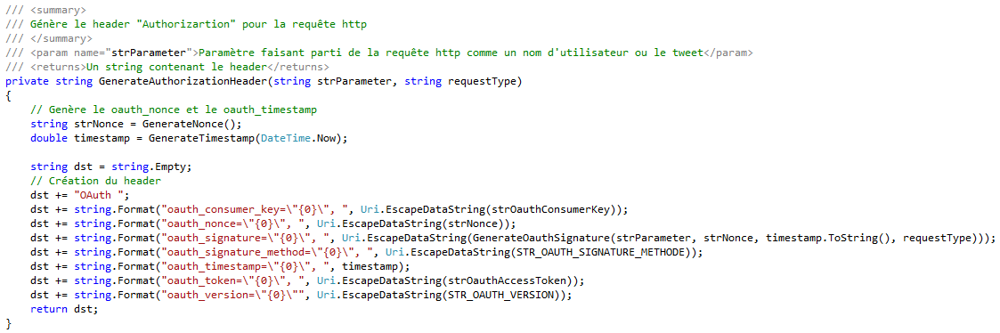 /// <summary>
/// Génère le header "Authorizartion" pour la requête http
/// </summary>
/// <param name="strParameter">Paramètre faisant parti de la requête http comme un nom d'utilisateur ou le tweet</param>
/// <returns>Un string contenant le header</returns>
private string GenerateAuthorizationHeader(string strParameter, string requestType)
{
    // Genère le oauth_nonce et le oauth_timestamp
    string strNonce = GenerateNonce();
    double timestamp = GenerateTimestamp(DateTime.Now);

    string dst = string.Empty;
    // Création du header
    dst += "OAuth ";
    dst += string.Format("oauth_consumer_key=\"{0}\", ", Uri.EscapeDataString(strOauthConsumerKey));
    dst += string.Format("oauth_nonce=\"{0}\", ", Uri.EscapeDataString(strNonce));
    dst += string.Format("oauth_signature=\"{0}\", ", Uri.EscapeDataString(GenerateOauthSignature(strParameter, strNonce, timestamp.ToString(), requestType)));
    dst += string.Format("oauth_signature_method=\"{0}\", ", Uri.EscapeDataString(STR_OAUTH_SIGNATURE_METHODE));
    dst += string.Format("oauth_timestamp=\"{0}\", ", timestamp);
    dst += string.Format("oauth_token=\"{0}\", ", Uri.EscapeDataString(strOauthAccessToken));
    dst += string.Format("oauth_version=\"{0}\"", Uri.EscapeDataString(STR_OAUTH_VERSION));
    return dst;
}